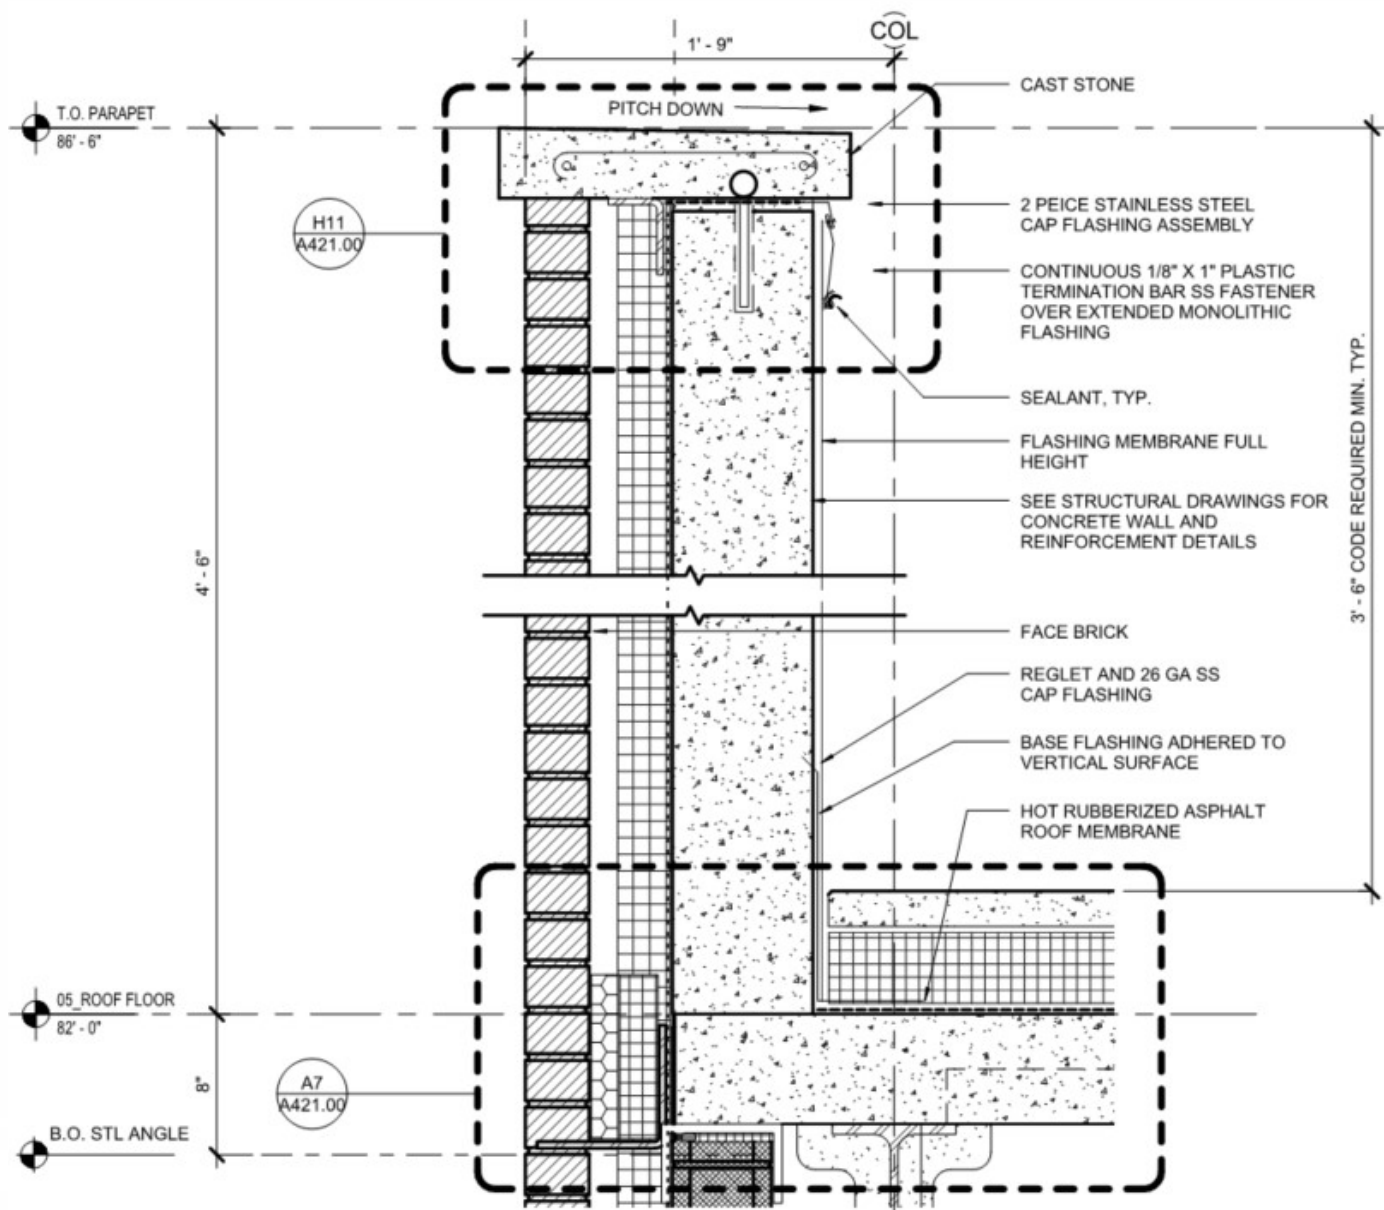 COL
1' - 9"
PITCH DOWN
CAST STONE
T.O. PARAPET
86' - 6"
H11
A421.00
2 PEICE STAINLESS STEEL
CAP FLASHING ASSEMBLY
CONTINUOUS 1/8" X 1" PLASTIC
TERMINATION BAR SS FASTENER
OVER EXTENDED MONOLITHIC
FLASHING
SEALANT, TYP.
FLASHING MEMBRANE FULL
HEIGHT
SEE STRUCTURAL DRAWINGS FOR
CONCRETE WALL AND
REINFORCEMENT DETAILS
3' - 6" CODE REQUIRED MIN. TYP.
4' - 6"
FACE BRICK
REGLET AND 26 GA SS
CAP FLASHING
BASE FLASHING ADHERED TO
VERTICAL SURFACE
HOT RUBBERIZED ASPHALT
ROOF MEMBRANE
05_ROOF FLOOR
82' - 0"
8"
A7
A421.00
B.O. STL ANGLE